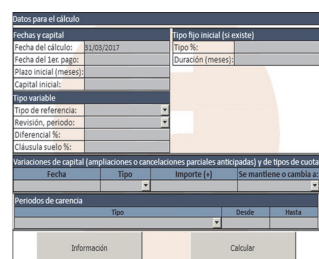 Datos para el cálculo
Fechas y capital
Tipo fijo inicial (si existe)
Fecha del cálculo: 31/03/2017
Tipo %:
Fecha del 1er. pago:
Duración (meses):
Plazo inicial (meses):
Capital inicial:
Tipo variable
Tipo de referencia:
Revisión, periodo:
Diferencial %:
Cláusula suelo %:
Variaciones de capital (ampliaciones o cancelaciones parciales anticipadas) y de tipos de cuota
Fecha Tipo Importe (+) Se mantiene o cambia a:
Periodos de carencia
Tipo Desde Hasta
Información Calcular